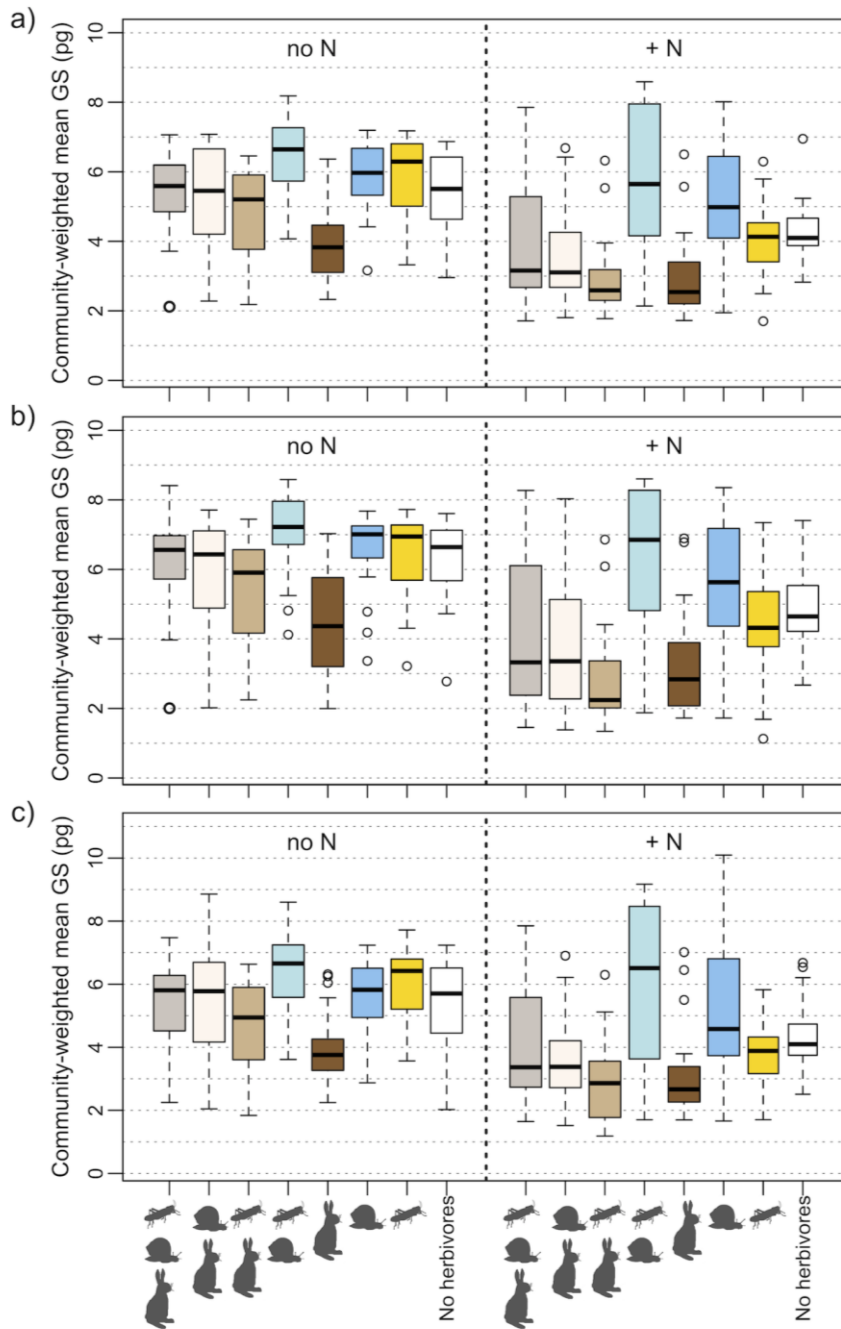 a)
Community-weighted mean GS (pg)
10
8
6
4
2
0
no N
+ N
b)
Community-weighted mean GS (pg)
10
8
6
4
2
0
no N
+ N
c)
Community-weighted mean GS (pg)
10
8
6
4
2
0
no N
+ N
No herbivores
No herbivores